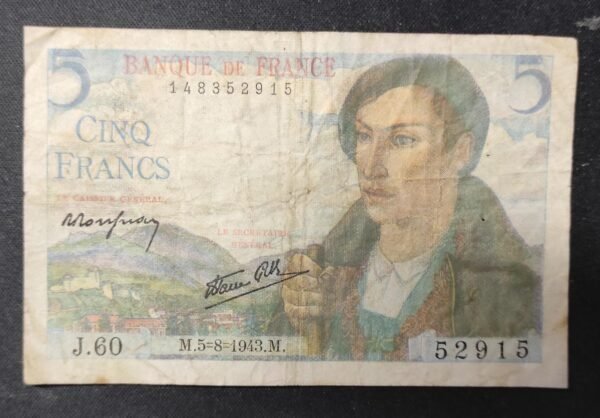 5 BANQUE DE FRANCE 5
148352915
CINQ
FRANCS
LE CAISSIER GÉNÉRAL,
LE SECRÉTAIRE
GÉNÉRAL,
J.60 M.5=8=1943.M. 52915